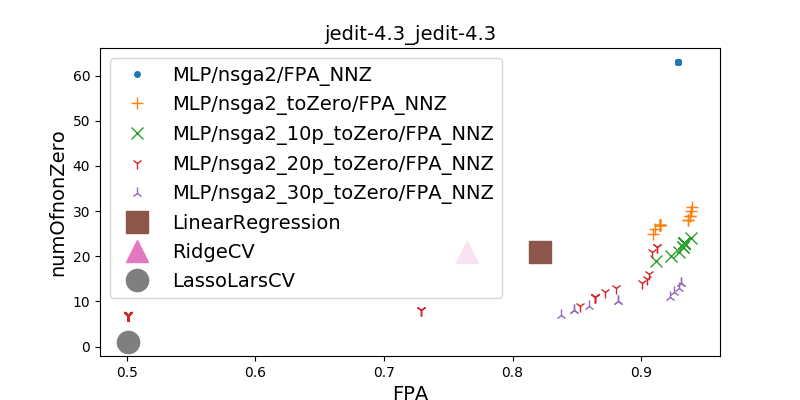 jedit-4.3_jedit-4.3
numOfnonZero
60
50
40
30
20
10
0
MLP/nsga2/FPA_NNZ
MLP/nsga2_toZero/FPA_NNZ
MLP/nsga2_10p_toZero/FPA_NNZ
MLP/nsga2_20p_toZero/FPA_NNZ
MLP/nsga2_30p_toZero/FPA_NNZ
LinearRegression
RidgeCV
LassoLarsCV
0.5 0.6 0.7 0.8 0.9
FPA